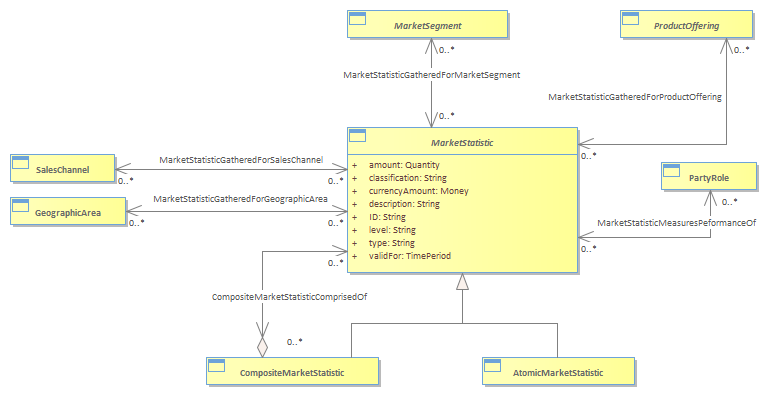 MarketSegment
ProductOffering
0..*
0..*
MarketStatisticGatheredForMarketSegment
MarketStatisticGatheredForProductOffering
0..*
MarketStatistic
0..*
MarketStatisticGatheredForSalesChannel
SalesChannel
0..*
0..*
+ amount: Quantity
+ classification: String
+ currencyAmount: Money
+ description: String
+ ID: String
+ level: String
+ type: String
+ validFor: TimePeriod
PartyRole
0..*
MarketStatisticGatheredForGeographicArea
GeographicArea
0..*
0..*
MarketStatisticMeasuresPeformanceOf
0..*
0..*
CompositeMarketStatisticComprisedOf
0..*
CompositeMarketStatistic
AtomicMarketStatistic